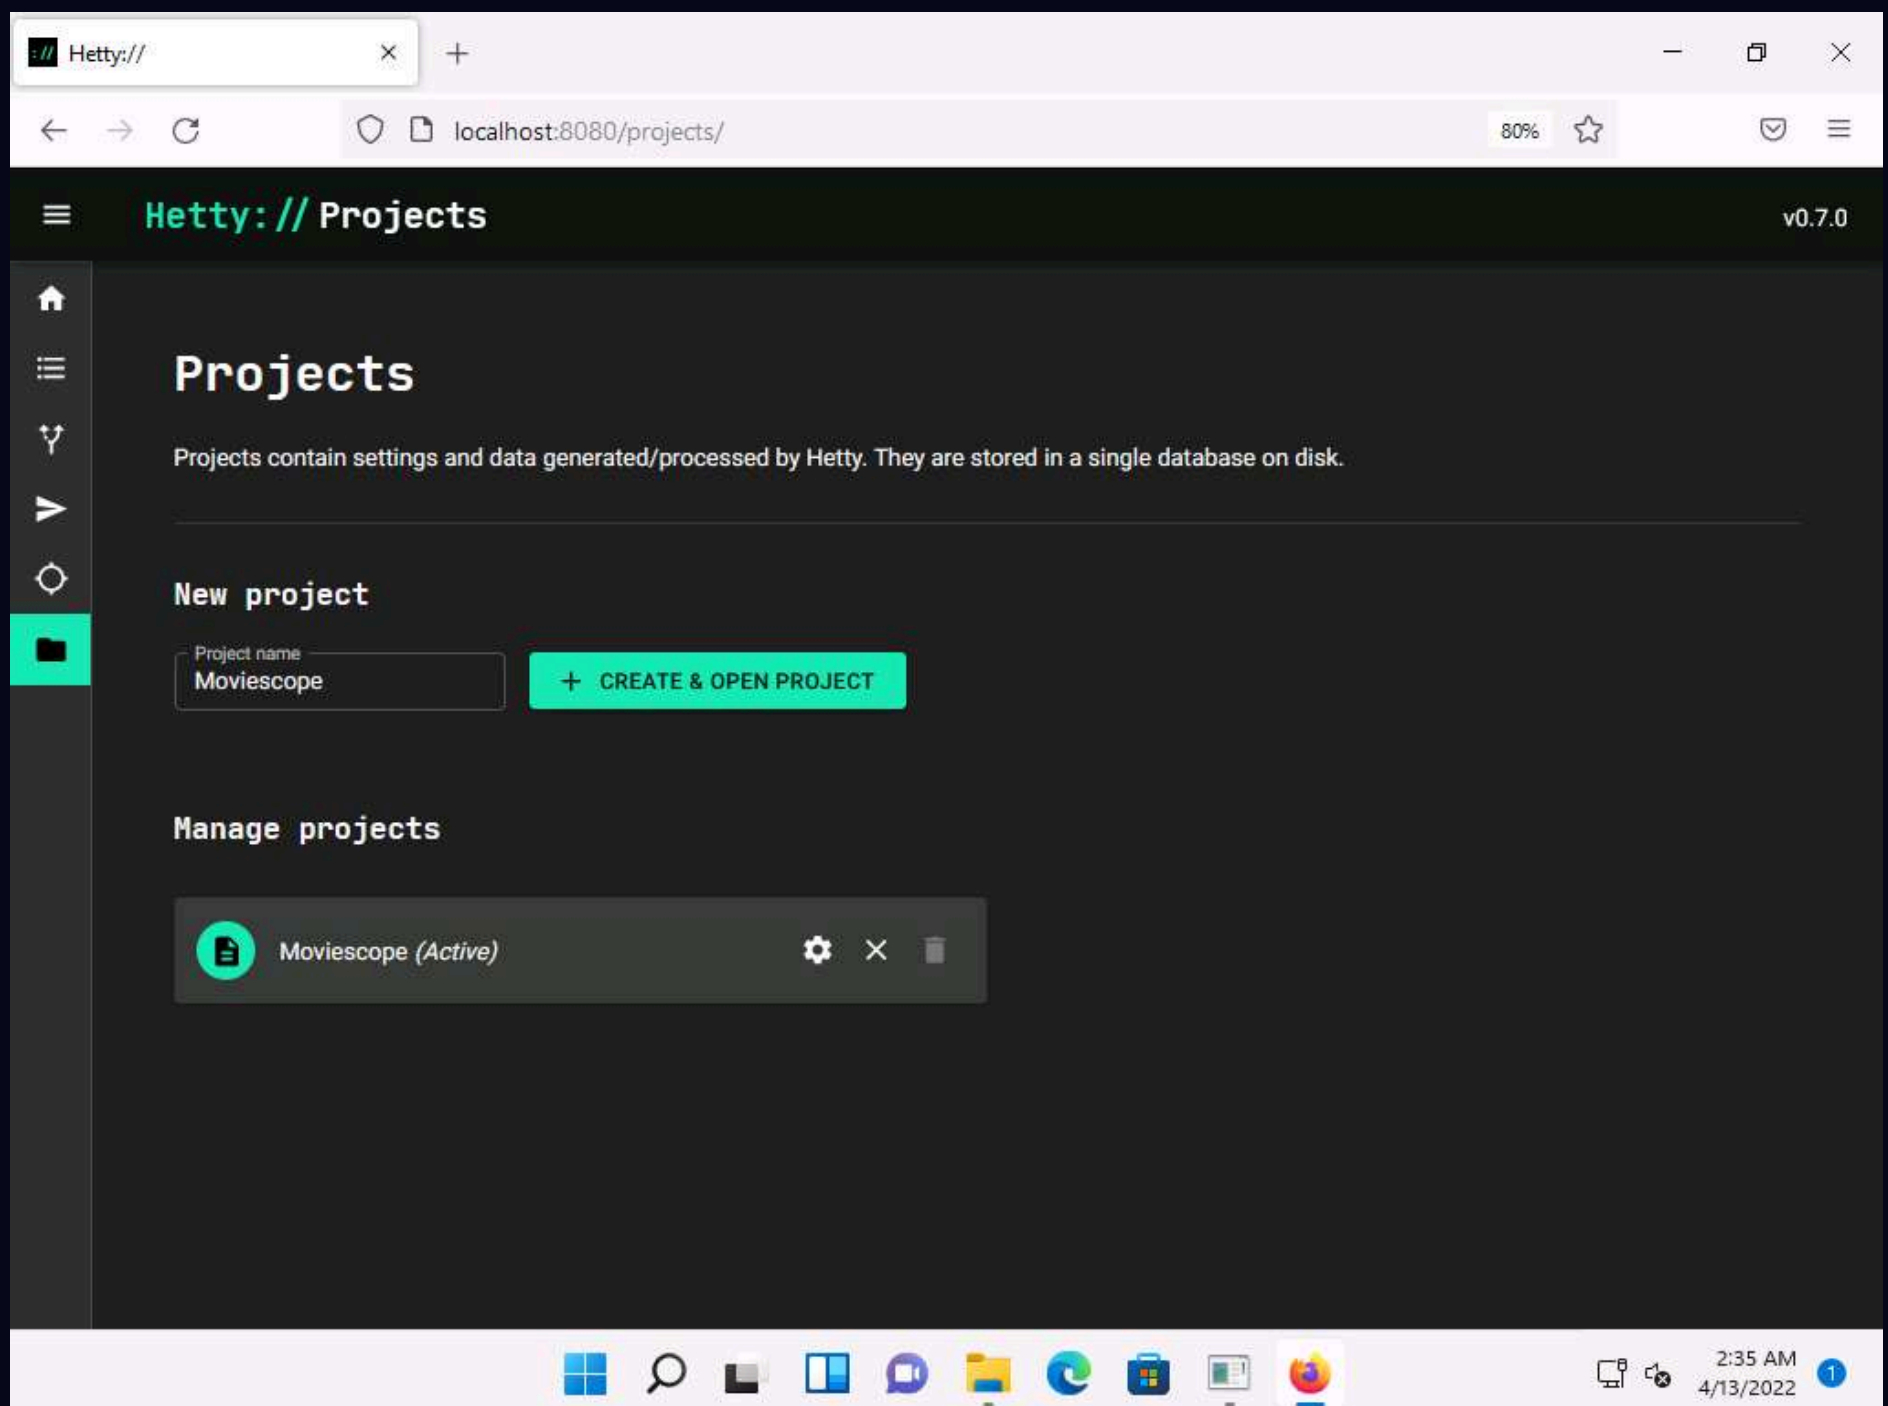 :// Hetty://
localhost:8080/projects/
80%
Hetty:// Projects
v0.7.0
Projects
Projects contain settings and data generated/processed by Hetty. They are stored in a single database on disk.
New project
Project name
Moviescope
+ CREATE & OPEN PROJECT
Manage projects
Moviescope (Active)
2:35 AM
4/13/2022
1